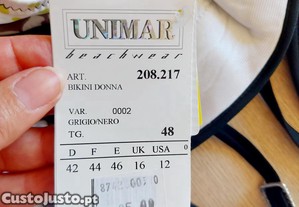 UNIMAR
beachwear
ART. 208.217
BIKINI DONNA
VAR. 0002
GRIGIO/NERO
TG. 48
D F E UK USA
42 44 46 16 12
CustoJusto.pt